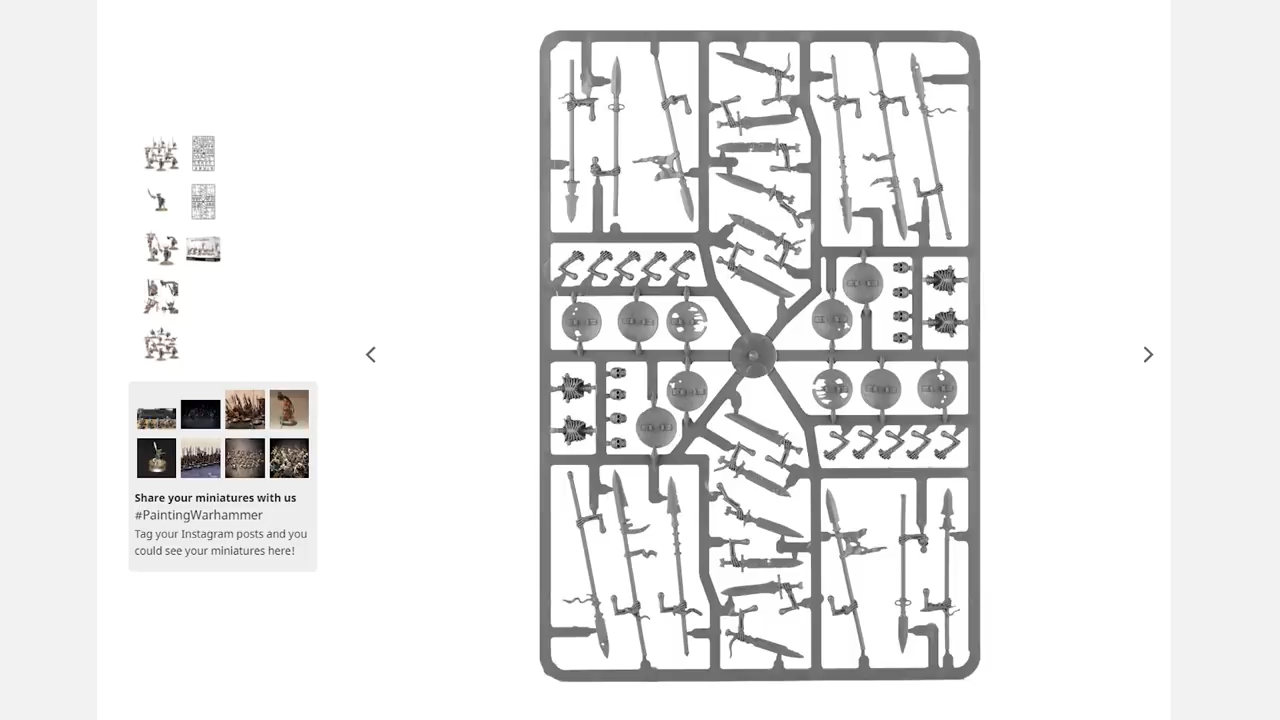 Share your miniatures with us
#PaintingWarhammer
Tag your Instagram posts and you
could see your miniatures here!